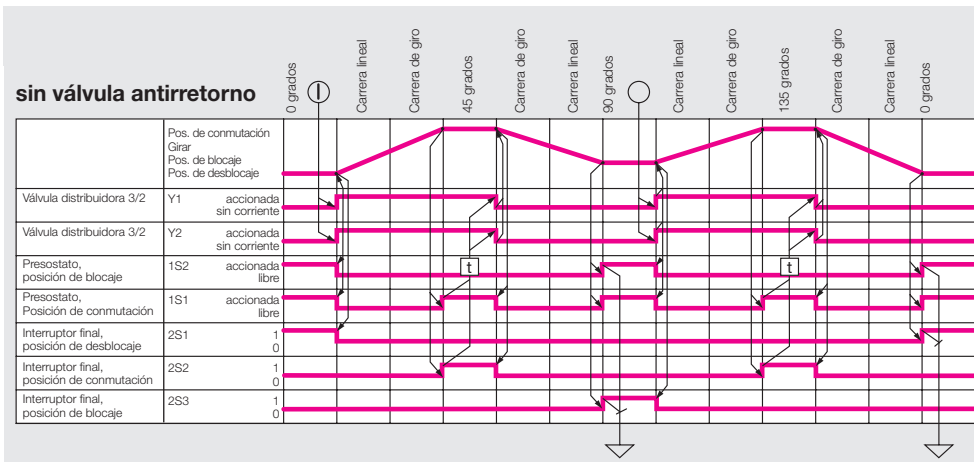 sin válvula antirretorno
0 grados
Carrera lineal
Carrera de giro
45 grados
Carrera de giro
Carrera lineal
90 grados
Carrera lineal
Carrera de giro
135 grados
Carrera de giro
Carrera lineal
0 grados
Pos. de conmutación
Girar
Pos. de blocaje
Pos. de desblocaje
Válvula distribuidora 3/2 Y1 accionada
sin corriente
Válvula distribuidora 3/2 Y2 accionada
sin corriente
Presostato,
posición de blocaje 1S2 accionada
libre
t t
Presostato,
Posición de conmutación 1S1 accionada
libre
Interruptor final,
posición de desblocaje 2S1 1
0
Interruptor final,
posición de conmutación 2S2 1
0
Interruptor final,
posición de blocaje 2S3 1
0